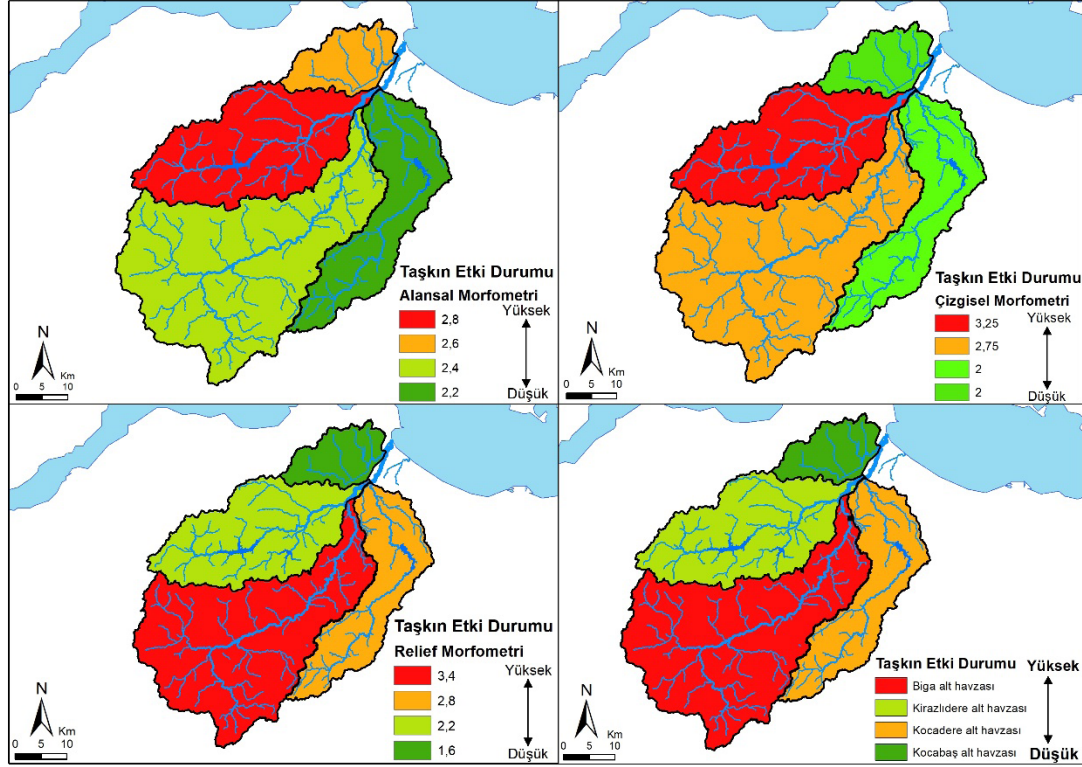 Taşkın Etki Durumu
Alansal Morfometri
Yüksek
2,8
2,6
2,4
2,2
Düşük
N
Km
0 5 10
Taşkın Etki Durumu
Çizgisel Morfometri
Yüksek
3,25
2,75
2
2
Düşük
N
Km
0 5 10
Taşkın Etki Durumu
Relief Morfometri
Yüksek
3,4
2,8
2,2
1,6
Düşük
N
Km
0 5 10
Taşkın Etki Durumu
Yüksek
Biga alt havzası
Kirazlıdere alt havzası
Kocadere alt havzası
Kocabaş alt havzası
Düşük
N
Km
0 5 10